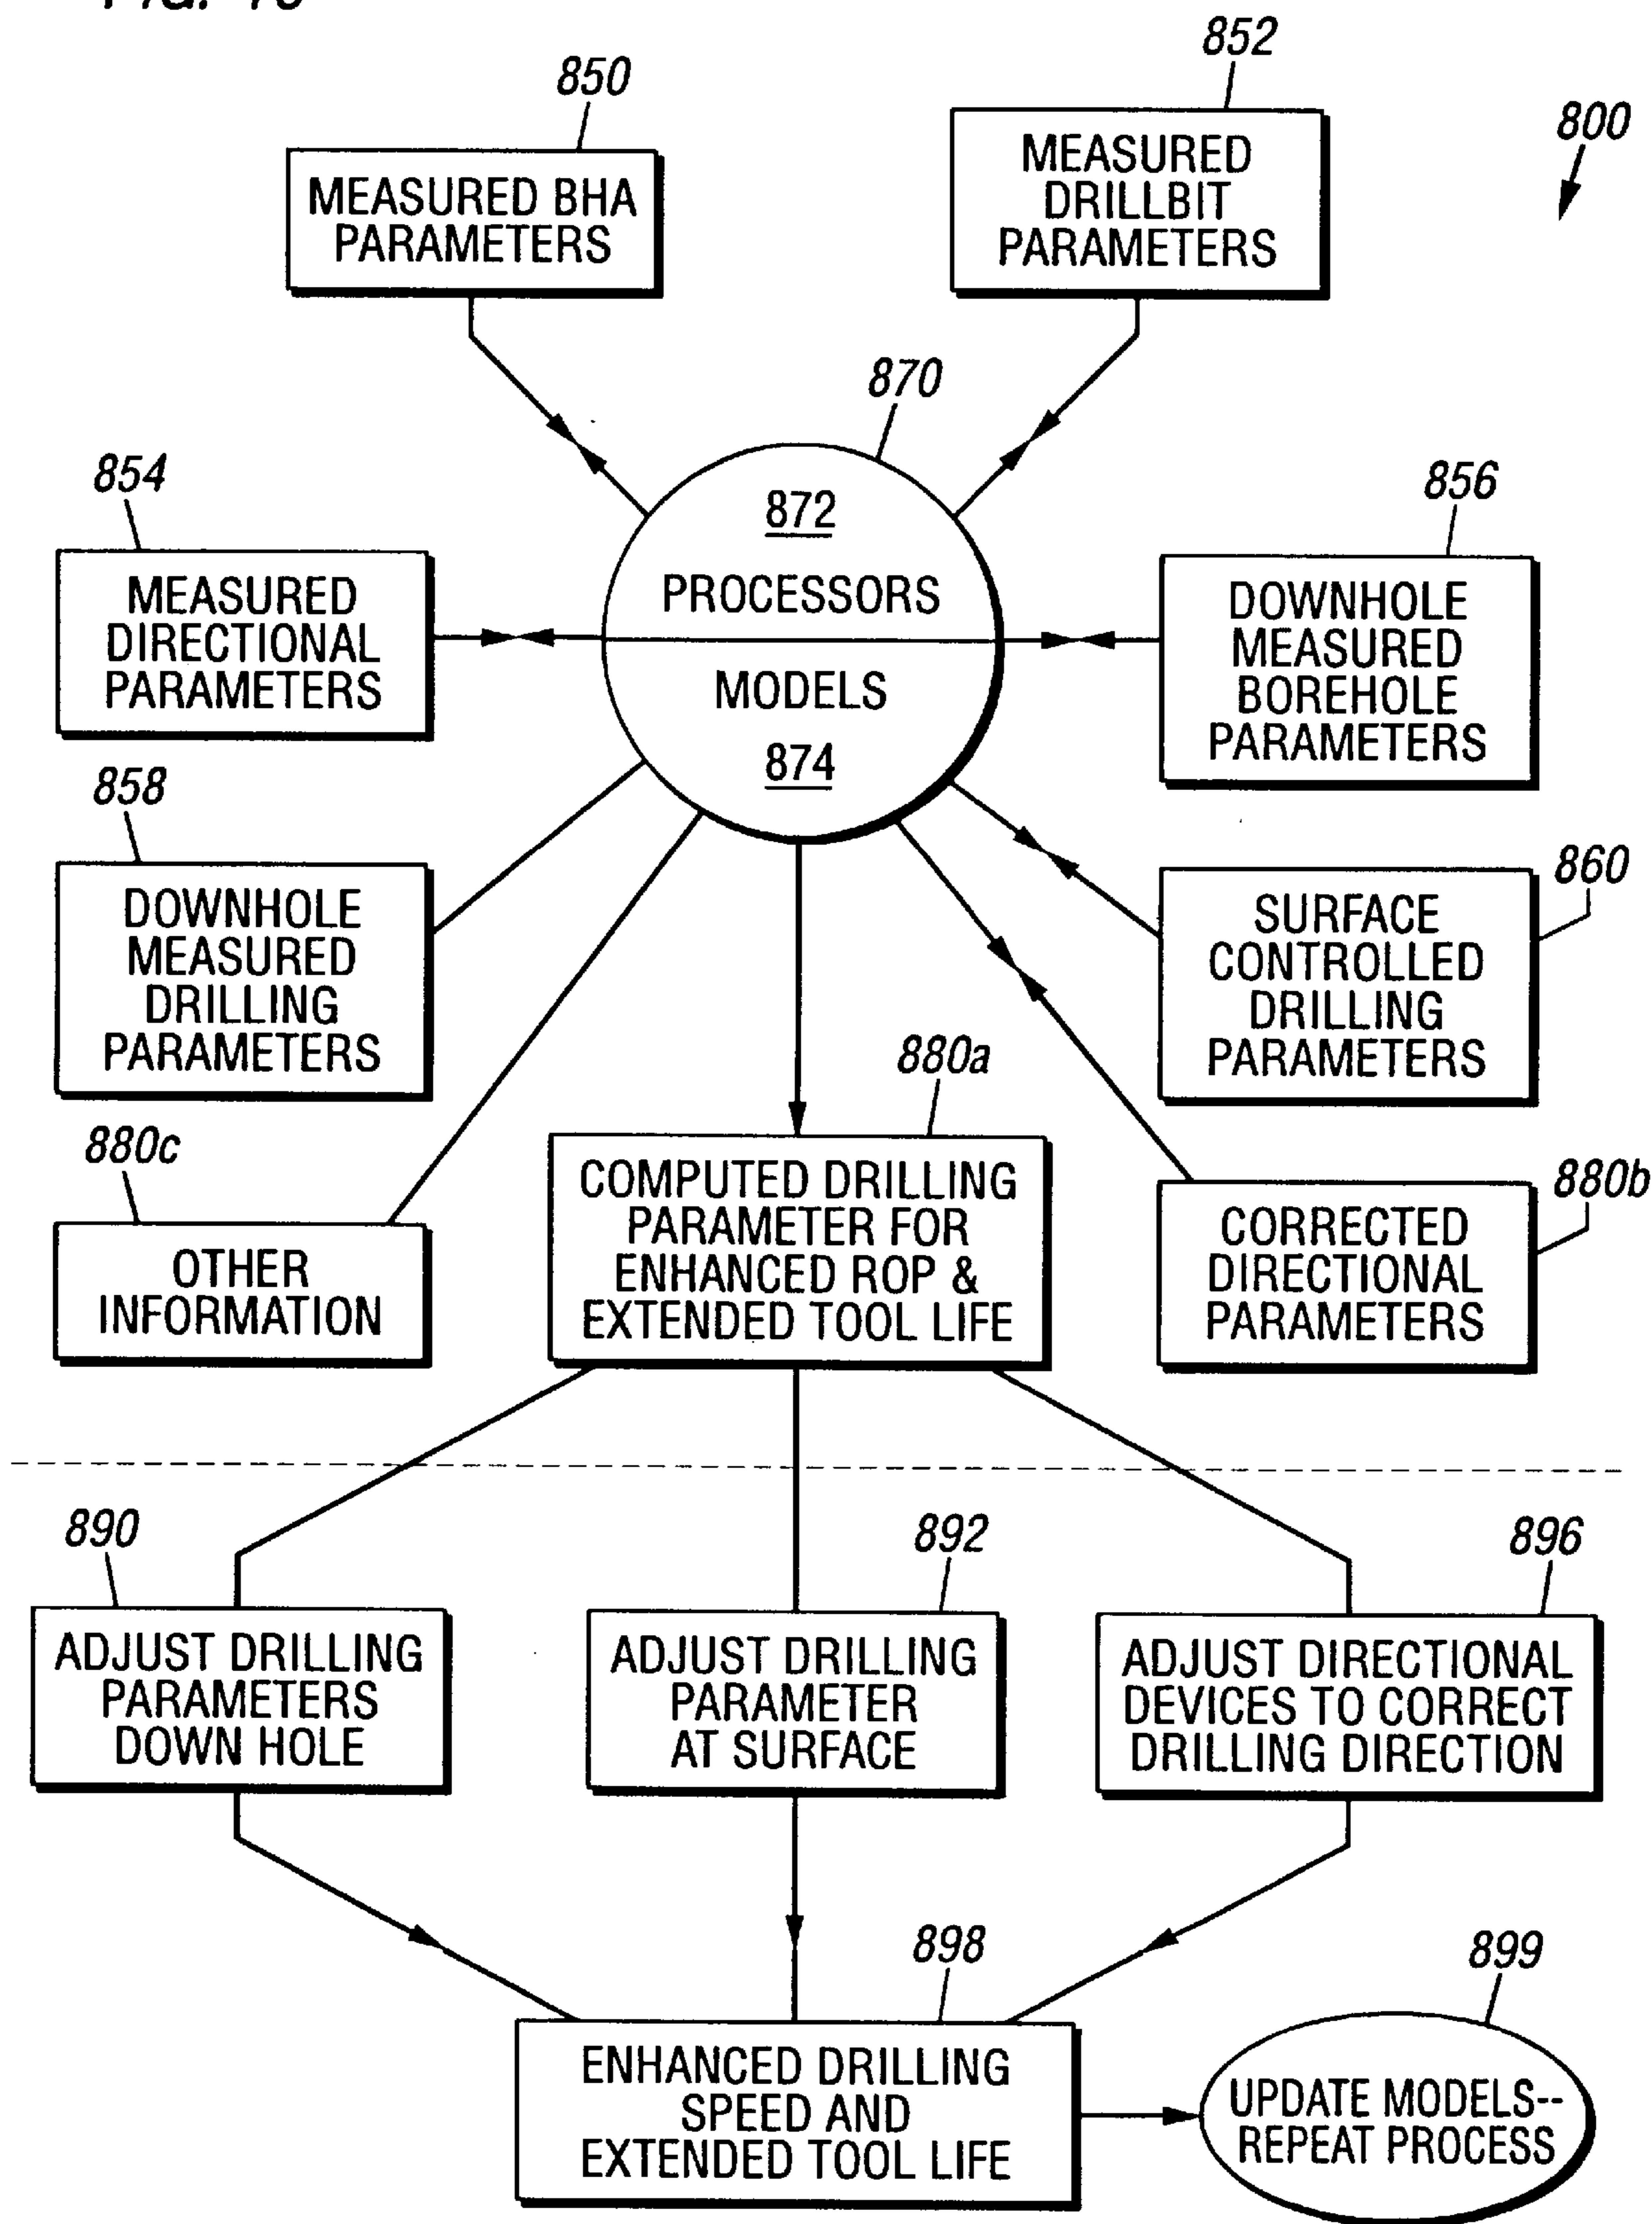 852
850
800
MEASURED
DRILLBIT
PARAMETERS
MEASURED BHA
PARAMETERS
870
854
856
872
PROCESSORS
MODELS
874
MEASURED
DIRECTIONAL
PARAMETERS
DOWNHOLE
MEASURED
BOREHOLE
PARAMETERS
858
860
DOWNHOLE
MEASURED
DRILLING
PARAMETERS
SURFACE
CONTROLLED
DRILLING
PARAMETERS
880a
880c
880b
COMPUTED DRILLING
PARAMETER FOR
ENHANCED ROP &
EXTENDED TOOL LIFE
OTHER
INFORMATION
CORRECTED
DIRECTIONAL
PARAMETERS
890
892
896
ADJUST DRILLING
PARAMETERS
DOWN HOLE
ADJUST DRILLING
PARAMETER
AT SURFACE
ADJUST DIRECTIONAL
DEVICES TO CORRECT
DRILLING DIRECTION
898
899
ENHANCED DRILLING
SPEED AND
EXTENDED TOOL LIFE
UPDATE MODELS--
REPEAT PROCESS